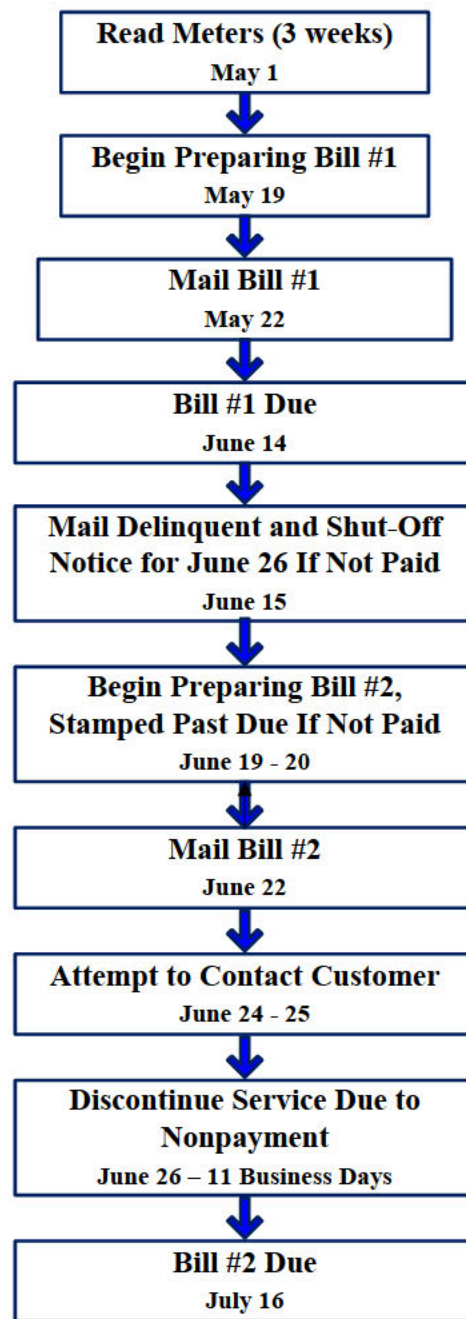 Read Meters (3 weeks)
May 1
Begin Preparing Bill #1
May 19
Mail Bill #1
May 22
Bill #1 Due
June 14
Mail Delinquent and Shut-Off
Notice for June 26 If Not Paid
June 15
Begin Preparing Bill #2,
Stamped Past Due If Not Paid
June 19 - 20
Mail Bill #2
June 22
Attempt to Contact Customer
June 24 - 25
Discontinue Service Due to
Nonpayment
June 26 – 11 Business Days
Bill #2 Due
July 16